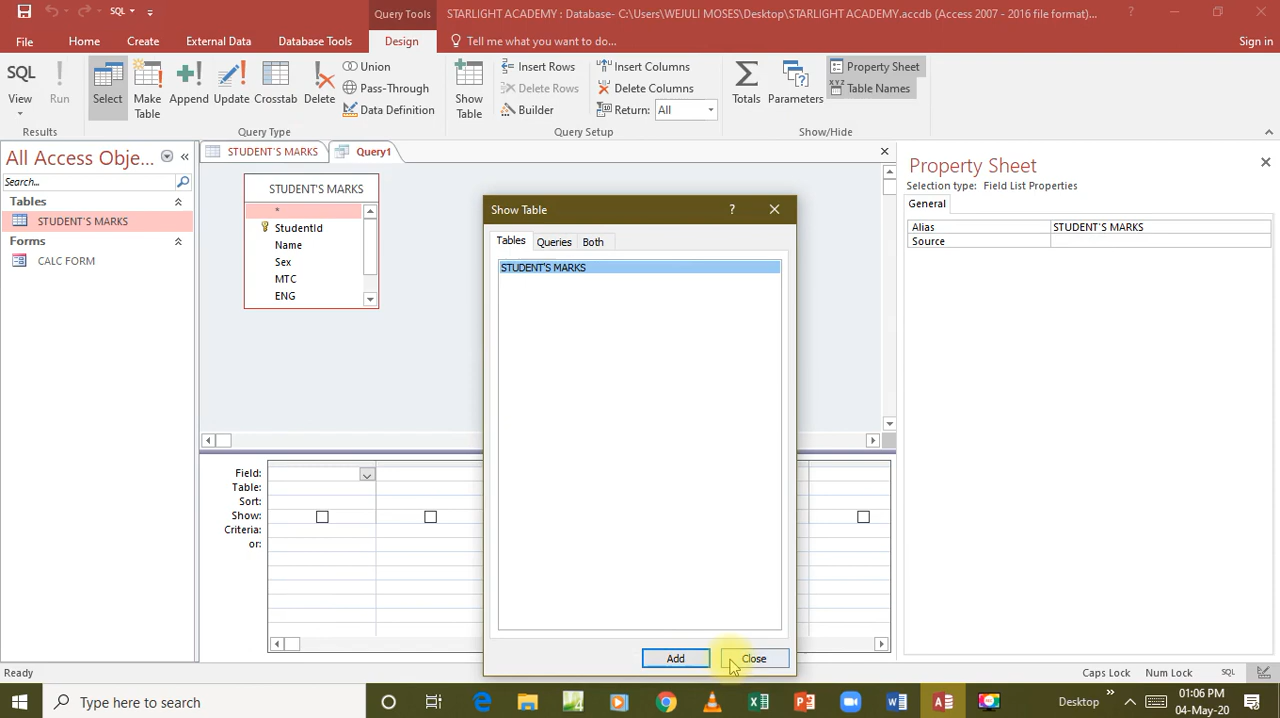 SQL
Query Tools
STARLIGHT ACADEMY : Database- C:\Users\WEJULI MOSES\Desktop\STARLIGHT ACADEMY.accdb (Access 2007 - 2016 file format)...
?
File
Home
Create
External Data
Database Tools
Design
Tell me what you want to do...
Sign in
SQL
View
Run
Select
Make
Table
Append
Update
Crosstab
Delete
Union
Pass-Through
Data Definition
Show
Table
Insert Rows
Delete Rows
Builder
Insert Columns
Delete Columns
Return: All
Totals
Parameters
Property Sheet
Table Names
Results
Query Type
Query Setup
Show/Hide
All Access Obje...
Search...
Tables
STUDENT'S MARKS
Forms
CALC FORM
STUDENT'S MARKS
Query1
STUDENT'S MARKS
*
StudentId
Name
Sex
MTC
ENG
Show Table
?
Tables
Queries
Both
STUDENT'S MARKS
Add
Close
Field:
Table:
Sort:
Show:
Criteria:
or:
Property Sheet
Selection type: Field List Properties
General
Alias
STUDENT'S MARKS
Source
Ready
Caps Lock
Num Lock
SQL
Type here to search
Desktop
01:06 PM
04-May-20